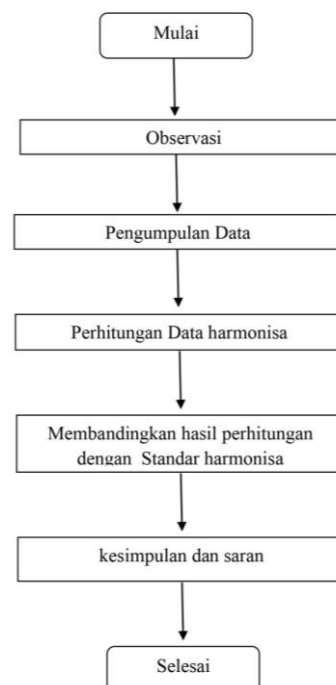 Mulai
Observasi
Pengumpulan Data
Perhitungan Data harmonisa
Membandingkan hasil perhitungan
dengan Standar harmonisa
kesimpulan dan saran
Selesai